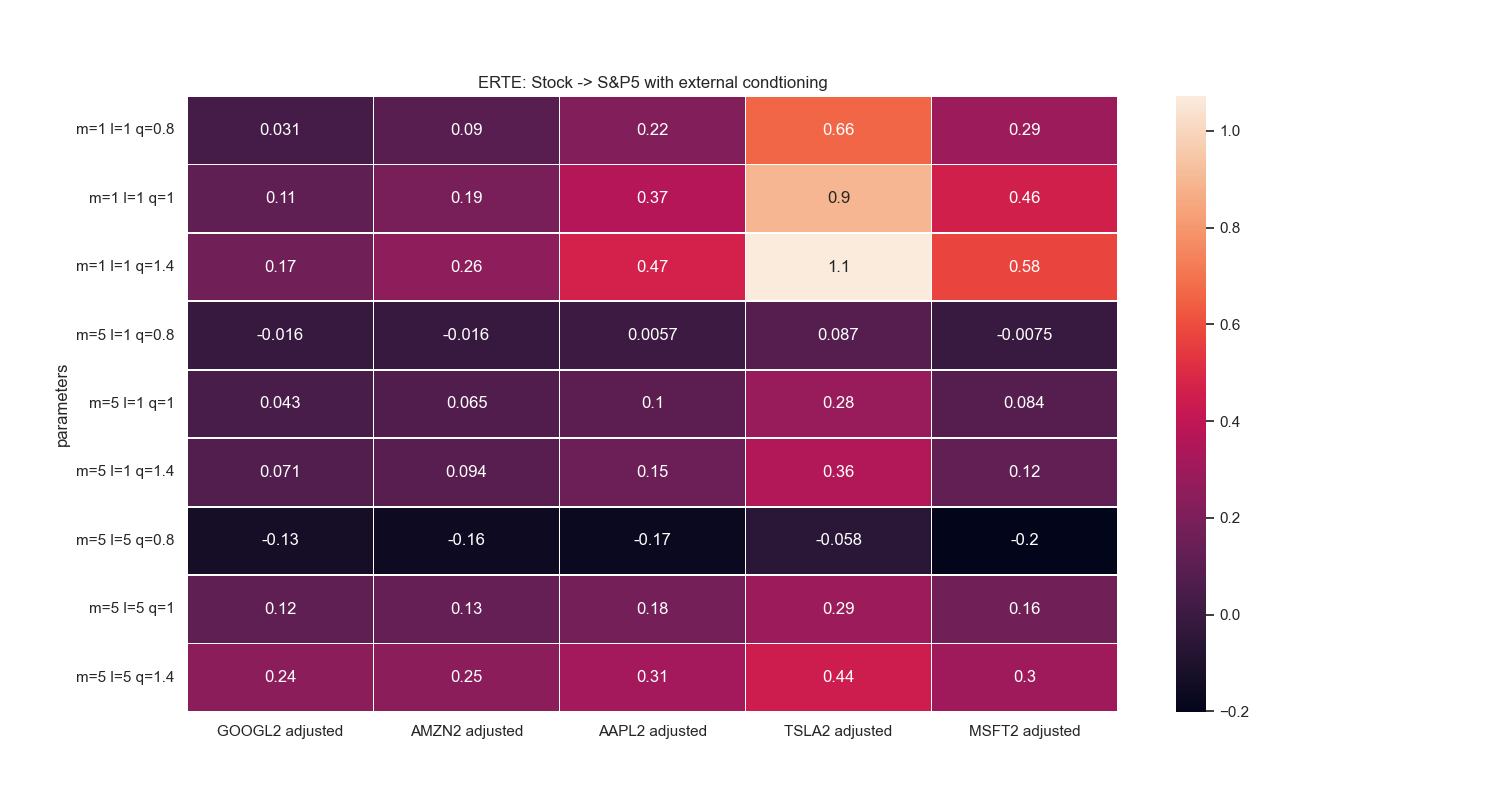 ERTE: Stock -> S&P5 with external condtioning
m=1 l=1 q=0.8 0.031 0.09 0.22 0.66 0.29
m=1 l=1 q=1 0.11 0.19 0.37 0.9 0.46
m=1 l=1 q=1.4 0.17 0.26 0.47 1.1 0.58
m=5 l=1 q=0.8 -0.016 -0.016 0.0057 0.087 -0.0075
m=5 l=1 q=1 0.043 0.065 0.1 0.28 0.084
m=5 l=1 q=1.4 0.071 0.094 0.15 0.36 0.12
m=5 l=5 q=0.8 -0.13 -0.16 -0.17 -0.058 -0.2
m=5 l=5 q=1 0.12 0.13 0.18 0.29 0.16
m=5 l=5 q=1.4 0.24 0.25 0.31 0.44 0.3
GOOGL2 adjusted AMZN2 adjusted AAPL2 adjusted TSLA2 adjusted MSFT2 adjusted
parameters
1.0
0.8
0.6
0.4
0.2
0.0
−0.2